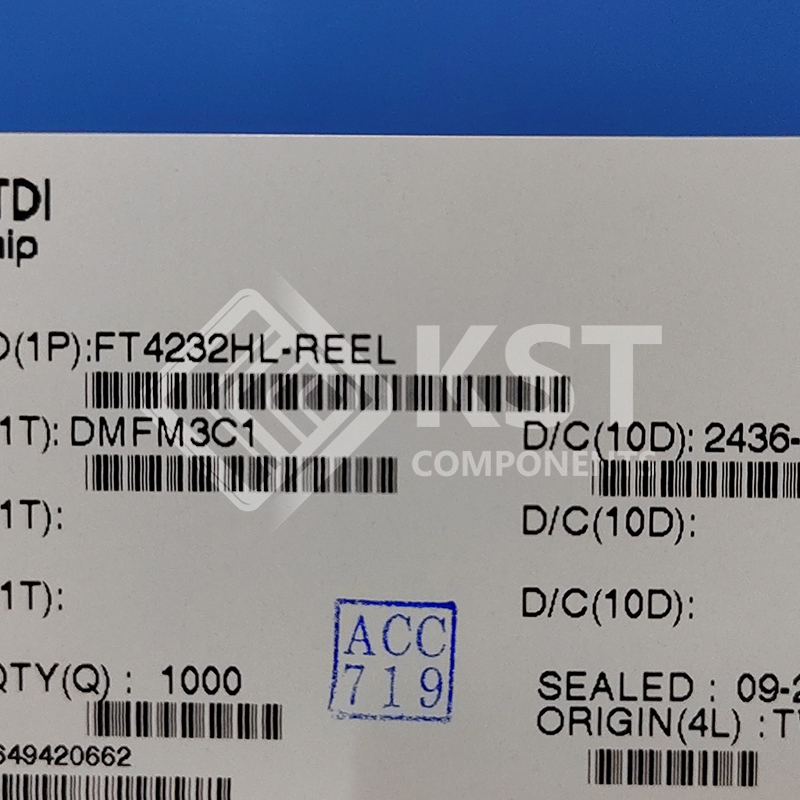 TDI
hip
D(1P):FT4232HL-REEL
KST
COMPONENTS
1T): DMFM3C1
D/C(10D): 2436-
1T):
D/C(10D):
1T):
D/C(10D):
ACC
719
QTY(Q) : 1000
SEALED : 09-2
ORIGIN(4L) :T
649420662